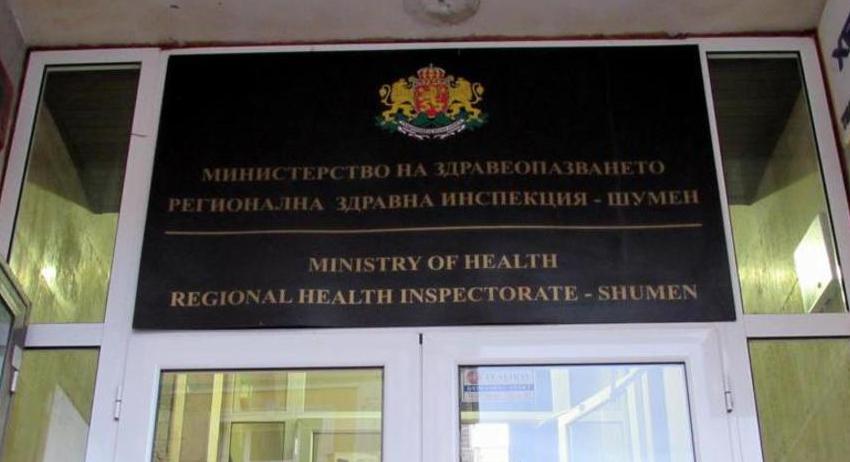 МИНИСТЕРСТВО НА ЗДРАВЕОПАЗВАНЕТО
РЕГИОНАЛНА ЗДРАВНА ИНСПЕКЦИЯ - ШУМЕН
MINISTRY OF HEALTH
REGIONAL HEALTH INSPECTORATE - SHUMEN